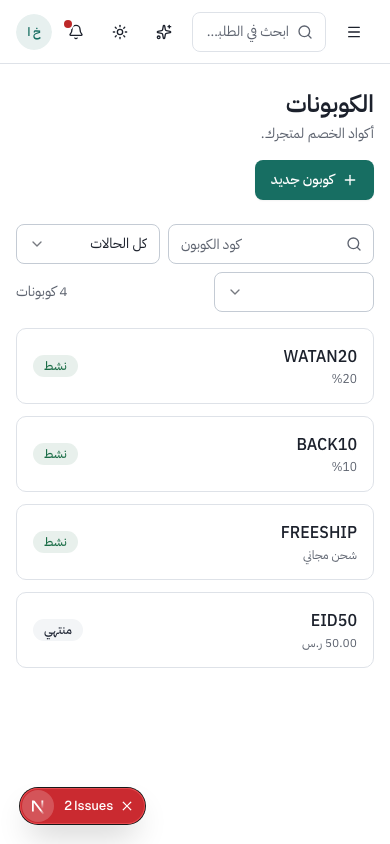 ابحث في الطلبـ...
خ ا
الكوبونات
أكواد الخصم لمتجرك.
كوبون جديد
كود الكوبون
كل الحالات
4 كوبونات
WATAN20
نشط
%20
BACK10
نشط
%10
FREESHIP
نشط
شحن مجاني
EID50
منتهي
50.00 ر.س
N 2 Issues